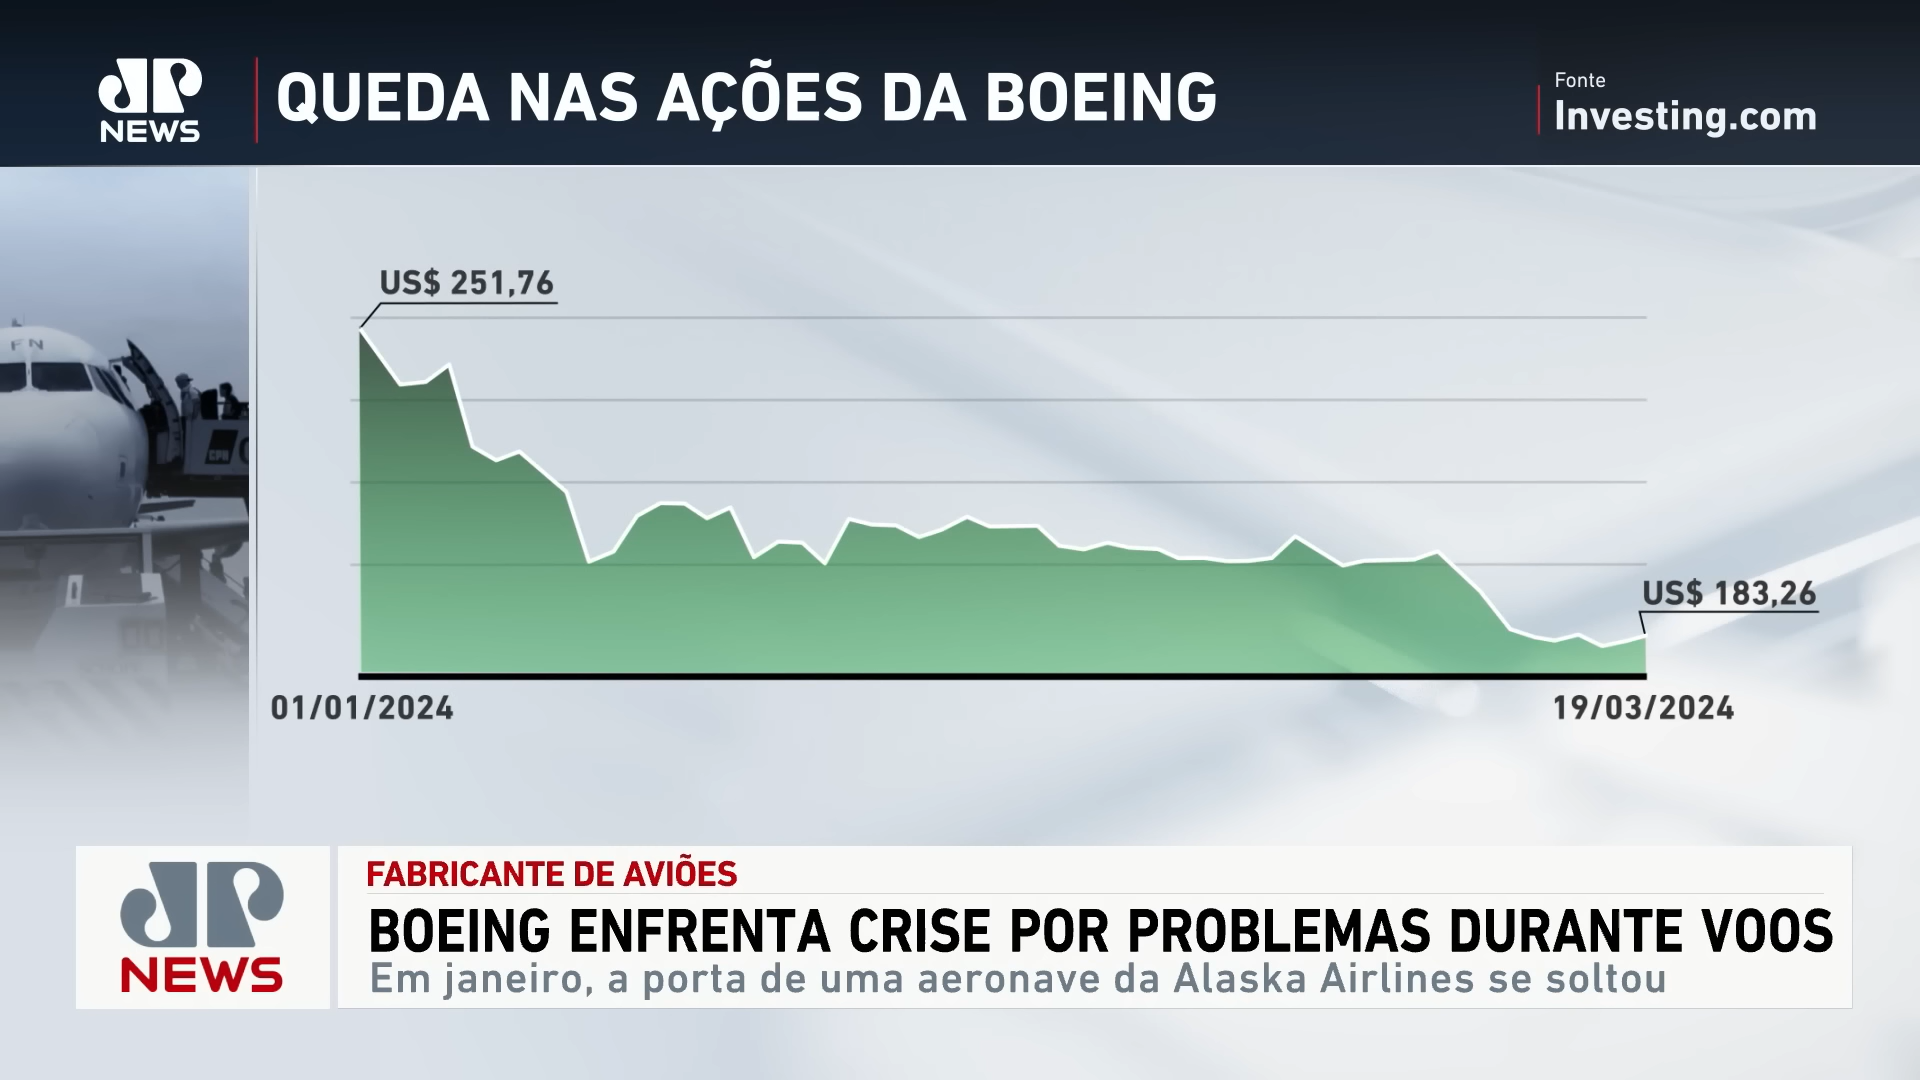 JP
NEWS
QUEDA NAS AÇÕES DA BOEING
Fonte
Investing.com
FN
CPH
US$ 251,76
US$ 183,26
01/01/2024
19/03/2024
JP
NEWS
FABRICANTE DE AVIÕES
BOEING ENFRENTA CRISE POR PROBLEMAS DURANTE VOOS
Em janeiro, a porta de uma aeronave da Alaska Airlines se soltou